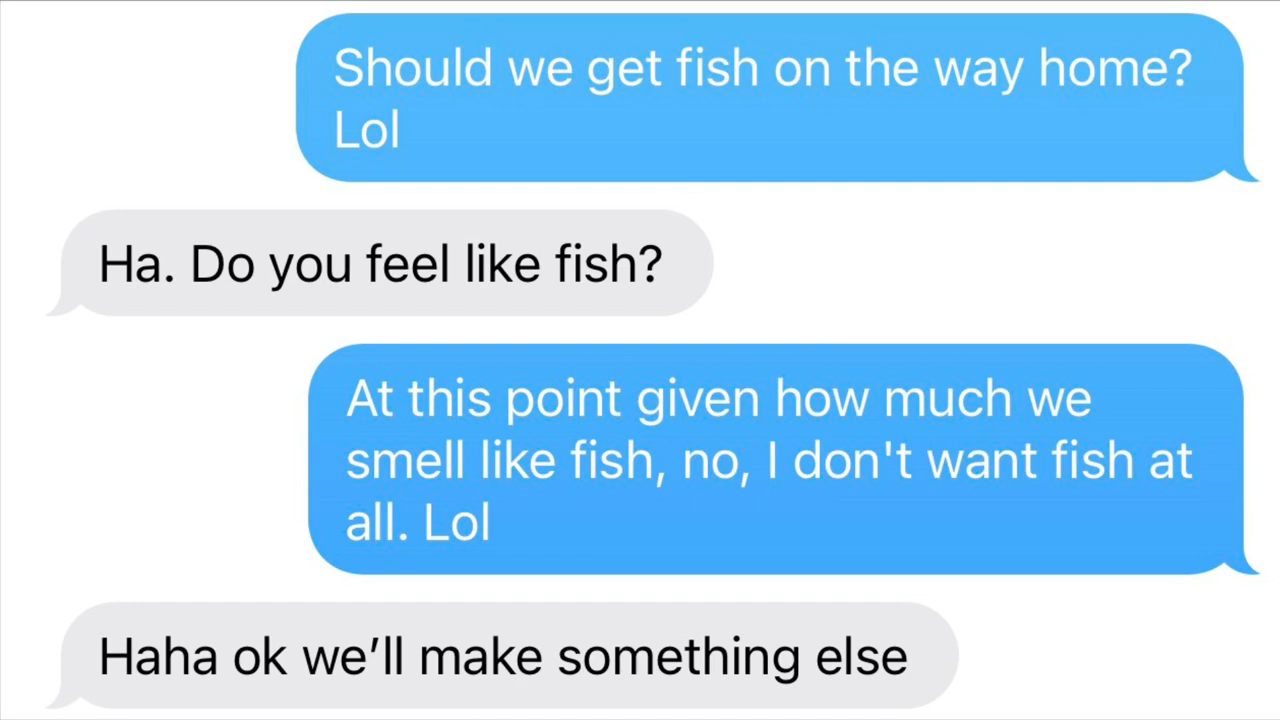 Should we get fish on the way home?
Lol
Ha. Do you feel like fish?
At this point given how much we
smell like fish, no, I don't want fish at
all. Lol
Haha ok we’ll make something else